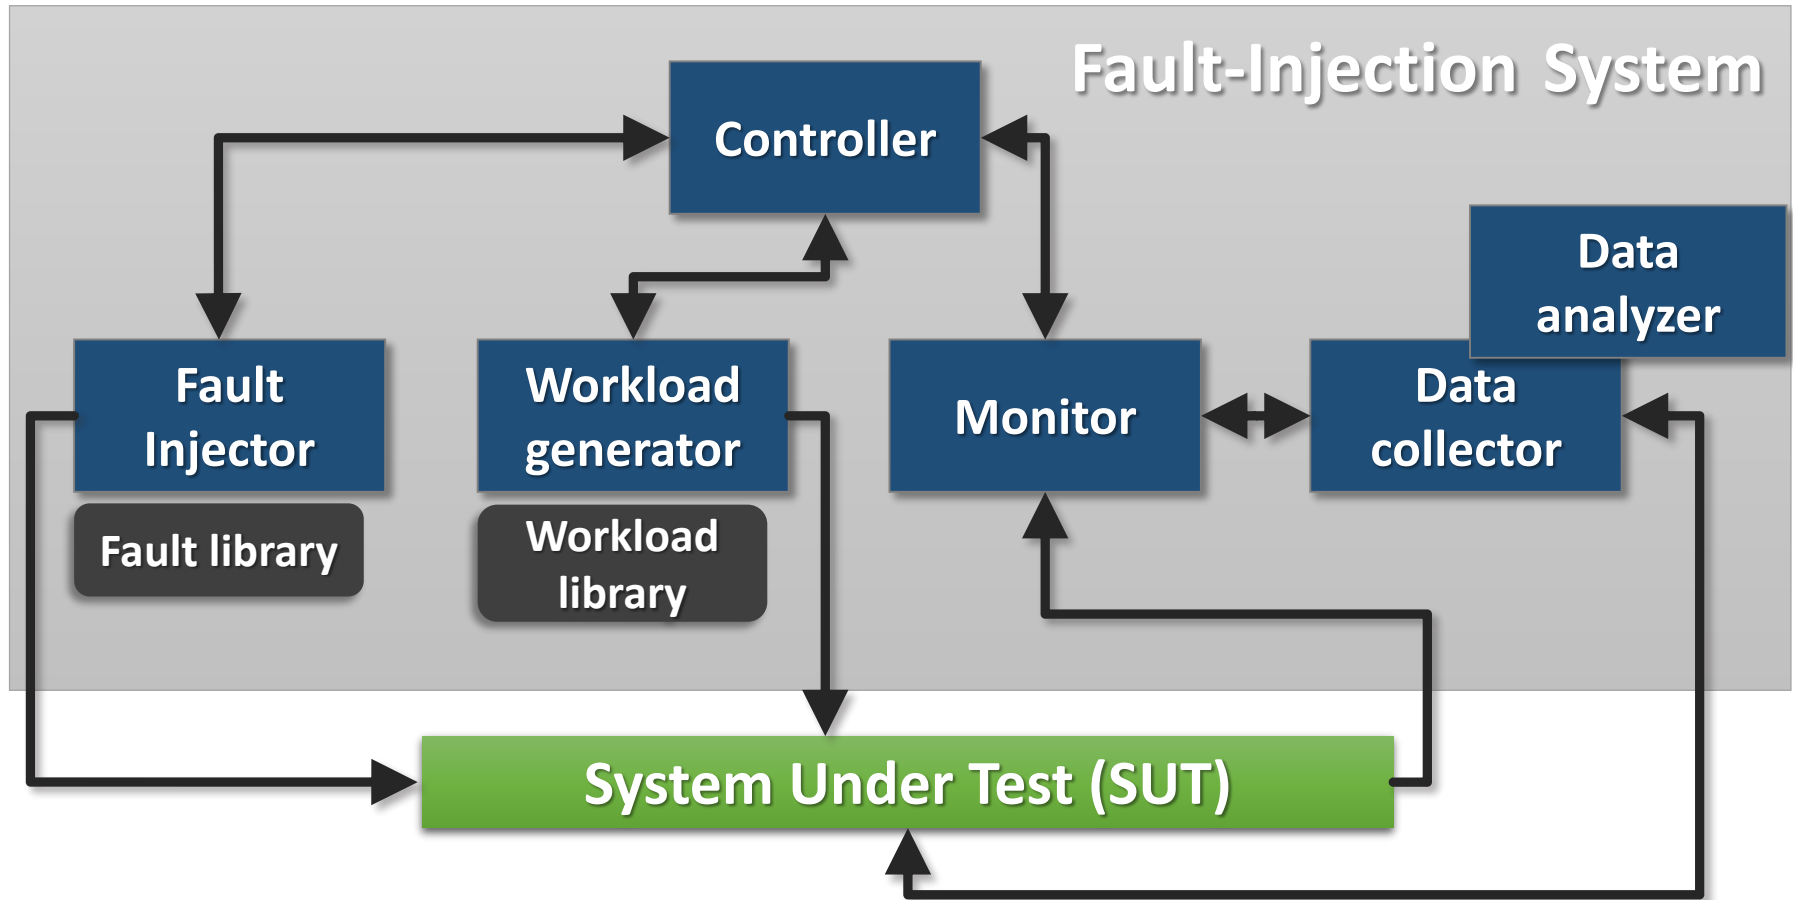 Fault-Injection System
Controller
Data
analyzer
Fault
Injector
Workload
generator
Monitor
Data
collector
Fault library
Workload
library
System Under Test (SUT)